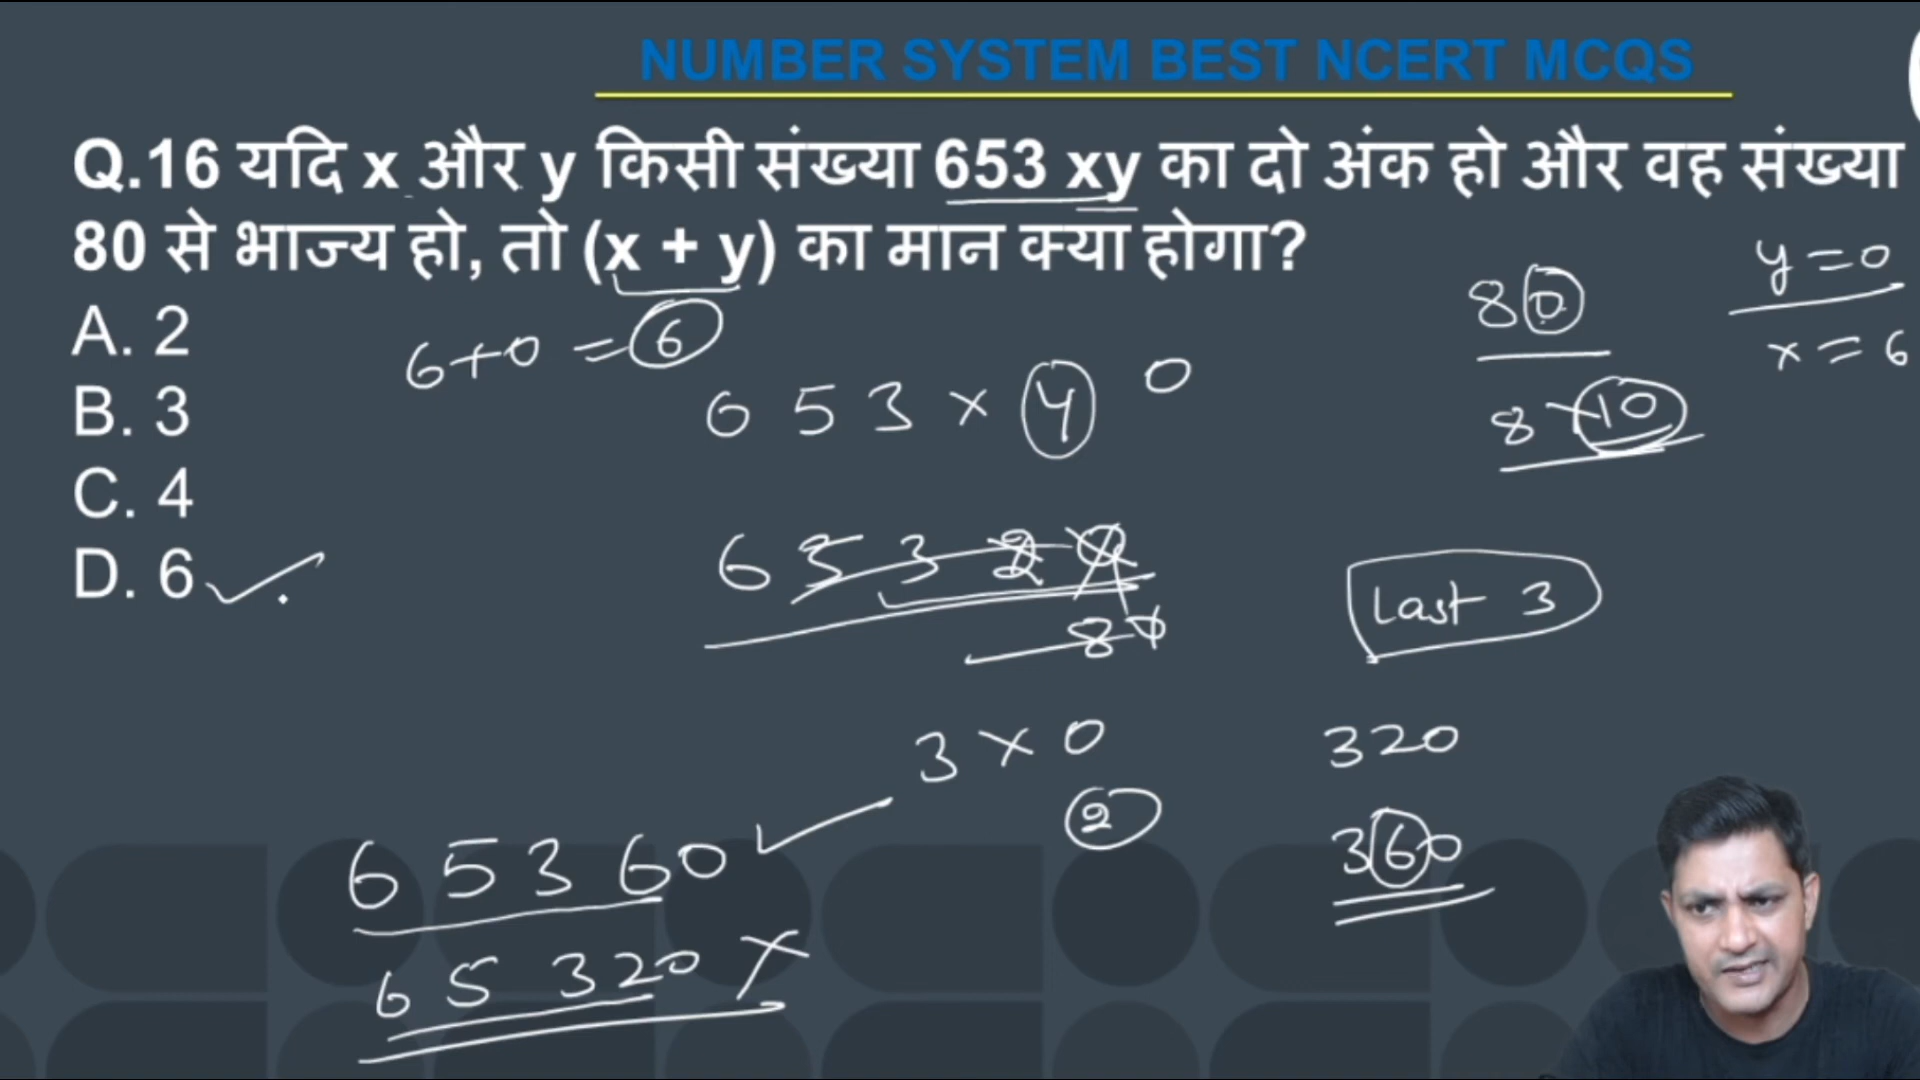 NUMBER SYSTEM BEST NCERT MCQS
Q.16 यदि x और y किसी संख्या 653 xy का दो अंक हो और वह संख्या
80 से भाज्य हो, तो (x + y) का मान क्या होगा?
A. 2
B. 3
C. 4
D. 6
6+0 = 6
653 x y 0
80
8×10
y=0
x=6
Last 3
3 x 0
2
320
360
65360
65320 ×